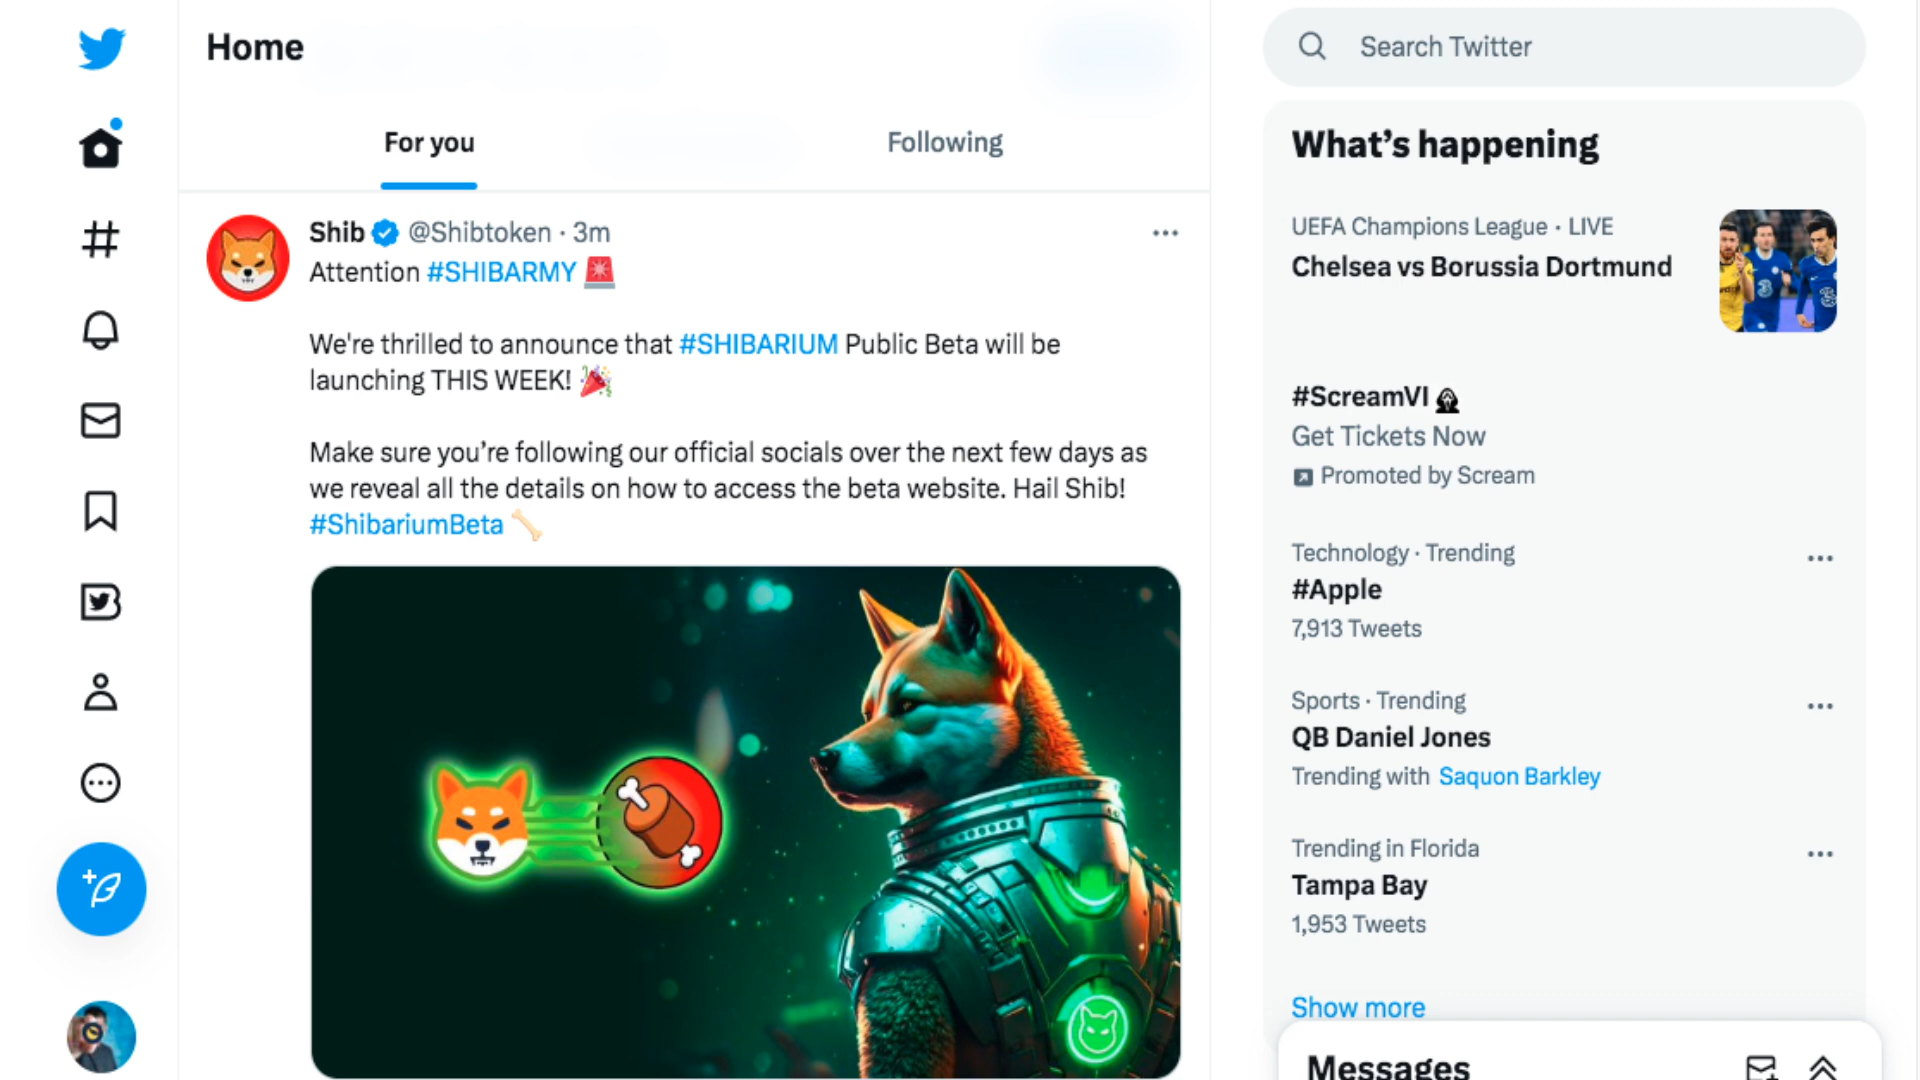 Home
For you
Following
Shib @Shibtoken · 3m
Attention #SHIBARMY 🚨
We're thrilled to announce that #SHIBARIUM Public Beta will be
launching THIS WEEK! 🎉
Make sure you’re following our official socials over the next few days as
we reveal all the details on how to access the beta website. Hail Shib!
#ShibariumBeta 🦴
Search Twitter
What’s happening
UEFA Champions League · LIVE
Chelsea vs Borussia Dortmund
#ScreamVI
Get Tickets Now
Promoted by Scream
Technology · Trending
#Apple
7,913 Tweets
Sports · Trending
QB Daniel Jones
Trending with Saquon Barkley
Trending in Florida
Tampa Bay
1,953 Tweets
Show more
Messages